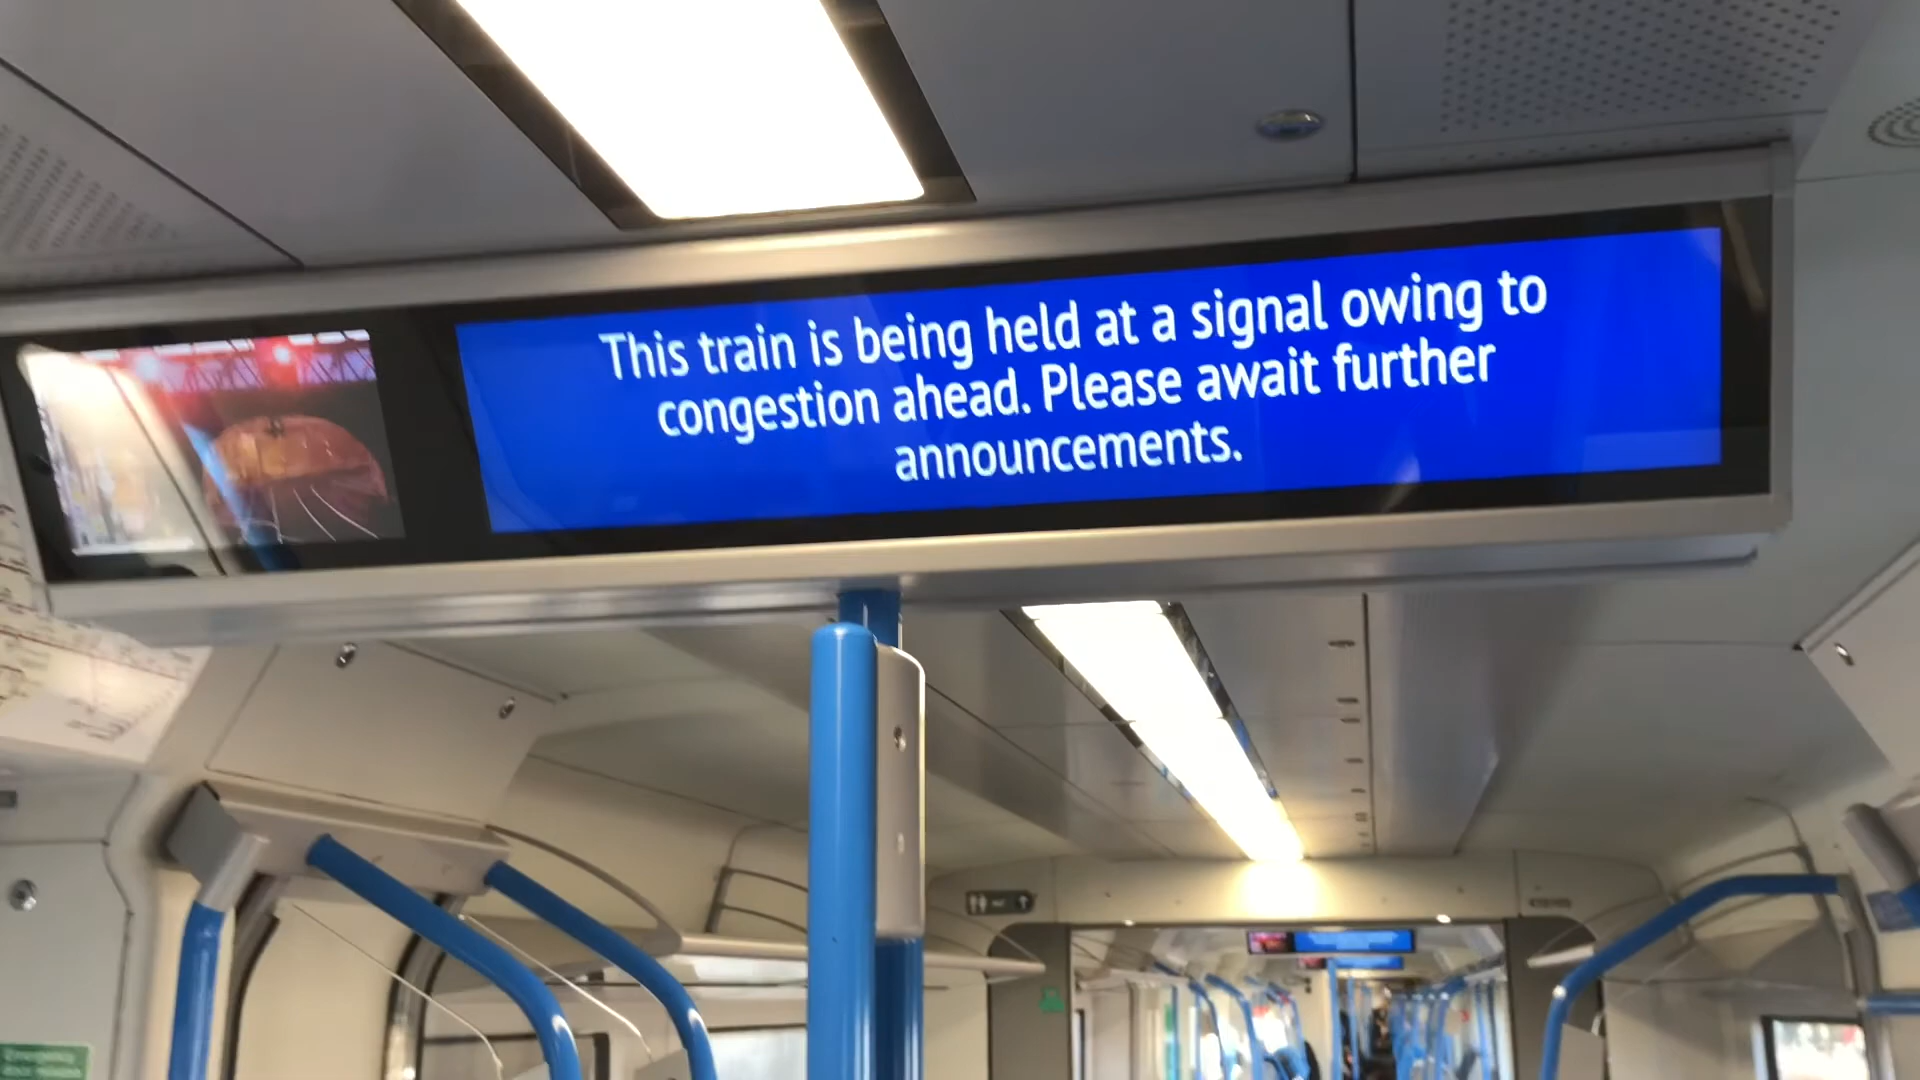 This train is being held at a signal owing to
congestion ahead. Please await further
announcements.